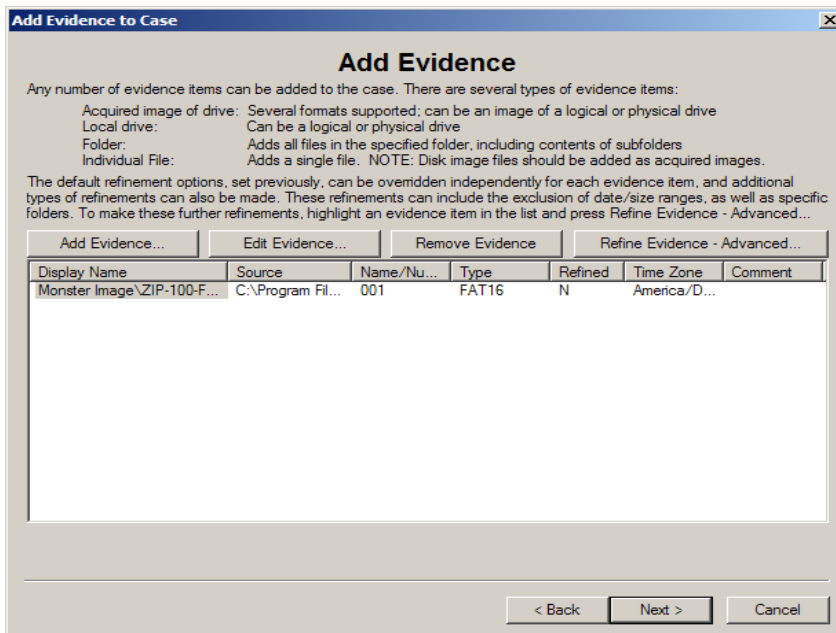 Add Evidence to Case
Add Evidence
Any number of evidence items can be added to the case. There are several types of evidence items:
Acquired image of drive: Several formats supported; can be an image of a logical or physical drive
Local drive: Can be a logical or physical drive
Folder: Adds all files in the specified folder, including contents of subfolders
Individual File: Adds a single file. NOTE: Disk image files should be added as acquired images.
The default refinement options, set previously, can be overridden independently for each evidence item, and additional
types of refinements can also be made. These refinements can include the exclusion of date/size ranges, as well as specific
folders. To make these further refinements, highlight an evidence item in the list and press Refine Evidence - Advanced...
Add Evidence... Edit Evidence... Remove Evidence Refine Evidence - Advanced...
Display Name Source Name/Nu... Type Refined Time Zone Comment
Monster Image\ZIP-100-F... C:\Program Fil... 001 FAT16 N America/D...
< Back Next > Cancel